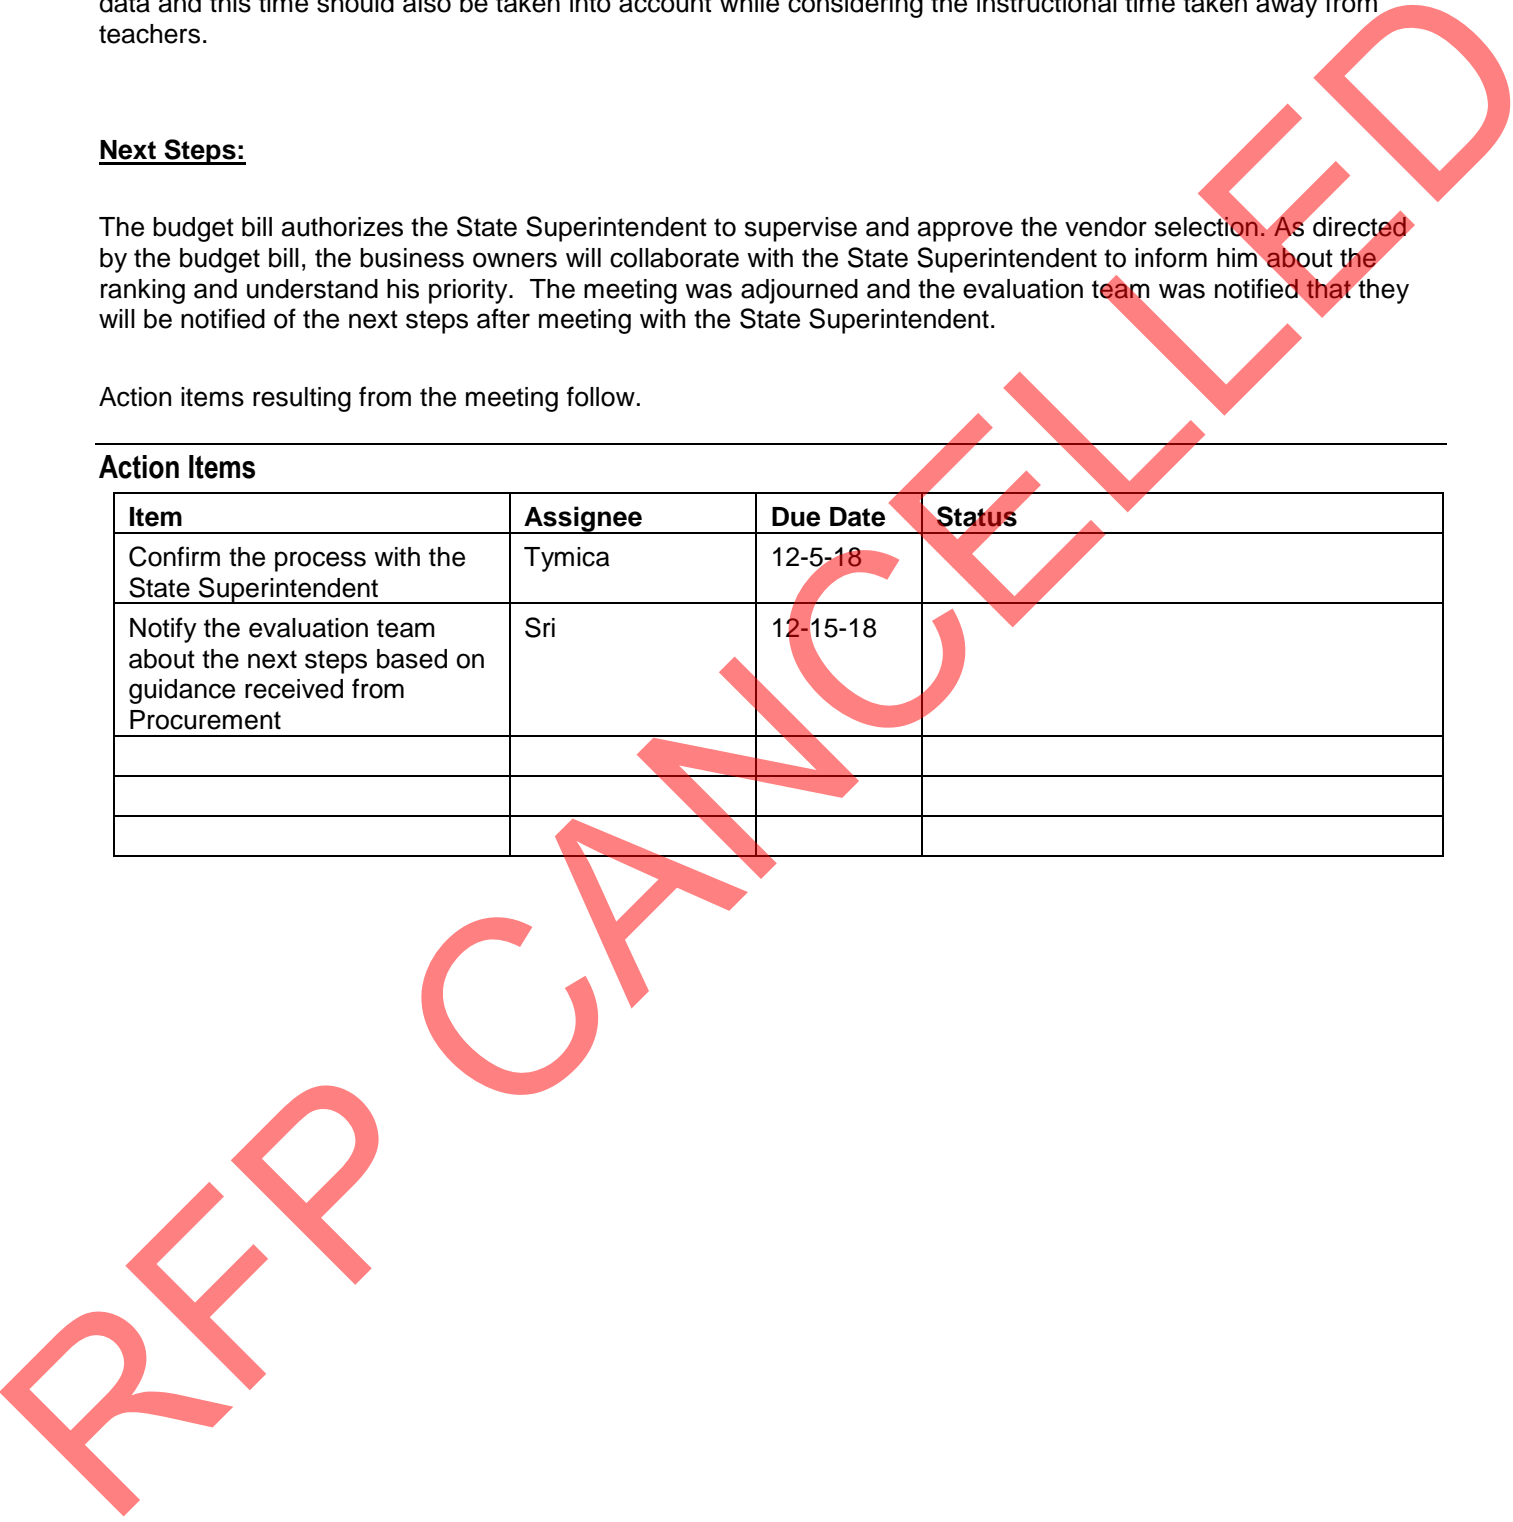 data and this time should also be taken into account while considering the instructional time taken away from
teachers.
Next Steps:
The budget bill authorizes the State Superintendent to supervise and approve the vendor selection. As directed
by the budget bill, the business owners will collaborate with the State Superintendent to inform him about the
ranking and understand his priority.  The meeting was adjourned and the evaluation team was notified that they
will be notified of the next steps after meeting with the State Superintendent.
Action items resulting from the meeting follow.
Action Items
Item Assignee Due Date Status
Confirm the process with the Tymica 12-5-18
State Superintendent
Notify the evaluation team Sri 12-15-18
about the next steps based on
guidance received from
Procurement
RFP CANCELLED